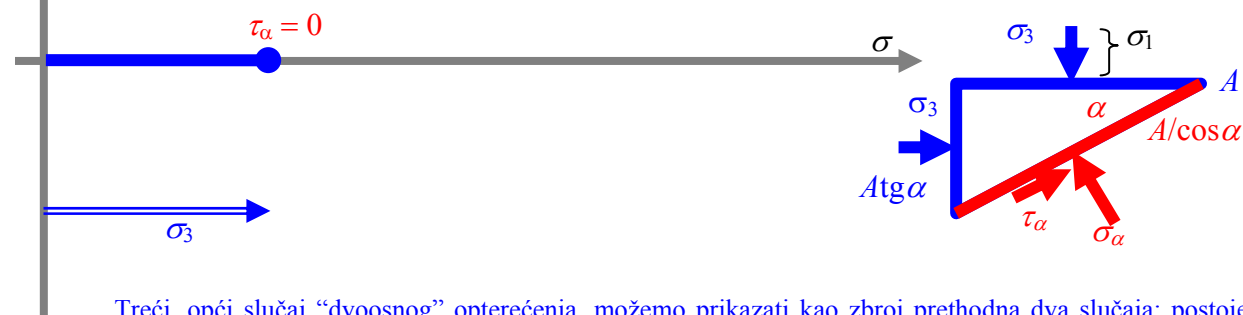 τα = 0
σ
σ3
σ3 } σ1
σ3
A
α
A/cosα
Atgα
τα
σα
Treći, opći slučaj “dvoosnog” opterećenja, možemo prikazati kao zbroj prethodna dva slučaja: postoje